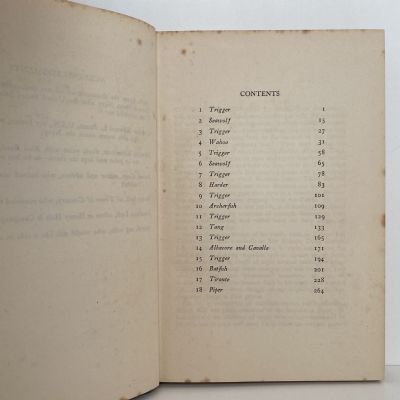 CONTENTS
1 Trigger 1
2 Seawolf 15
3 Trigger 27
4 Wahoo 31
5 Trigger 58
6 Seawolf 65
7 Trigger 78
8 Harder 83
9 Trigger 101
10 Archerfish 109
11 Trigger 129
12 Tang 133
13 Trigger 165
14 Albacore and Cavalla 171
15 Trigger 194
16 Batfish 201
17 Tirante 228
18 Piper 264